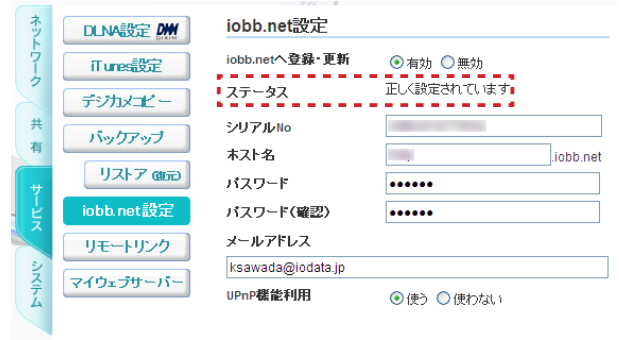 ネットワーク
共有
サービス
システム
DLNA設定 DiXiM
iTunes設定
デジカメコピー
バックアップ
リストア (復元)
iobb.net設定
リモートリンク
マイウェブサーバー
iobb.net設定
iobb.netへ登録・更新 有効 無効
ステータス 正しく設定されています
シリアルNo
ホスト名 .iobb.net
パスワード ●●●●●●
パスワード(確認) ●●●●●●
メールアドレス
ksawada@iodata.jp
UPnP機能利用 使う 使わない